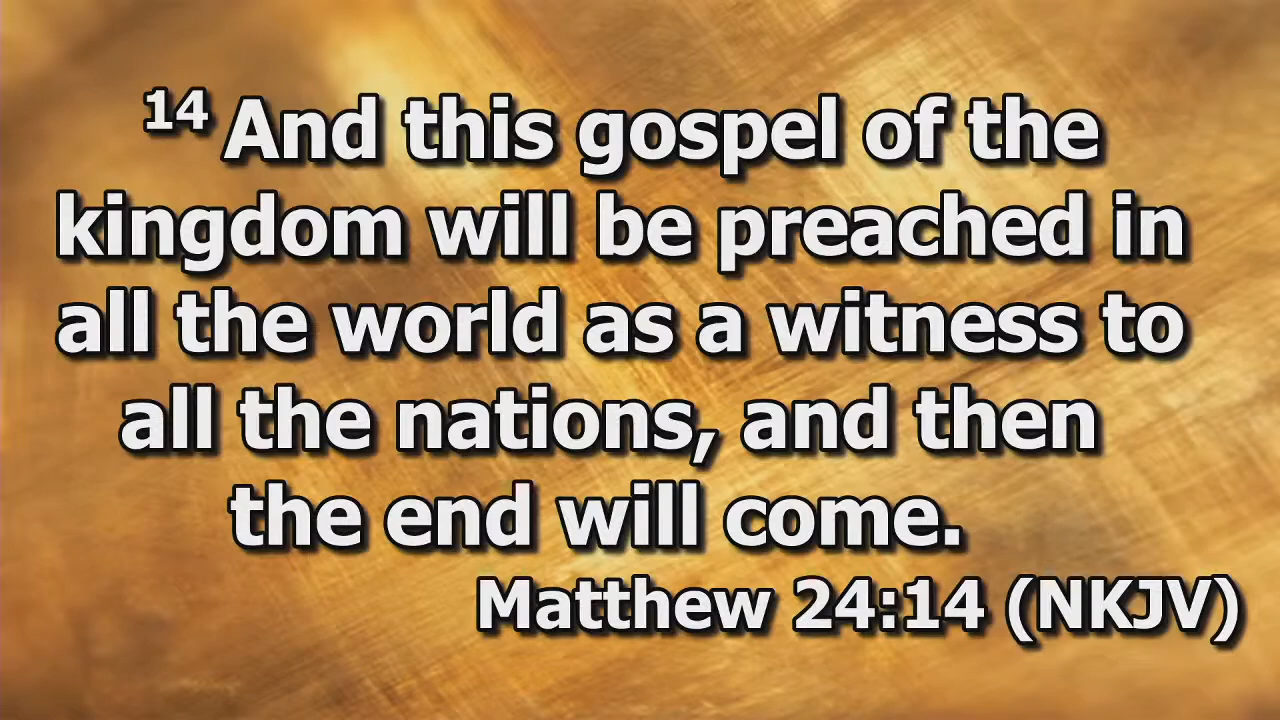 14 And this gospel of the
kingdom will be preached in
all the world as a witness to
all the nations, and then
the end will come.
Matthew 24:14 (NKJV)